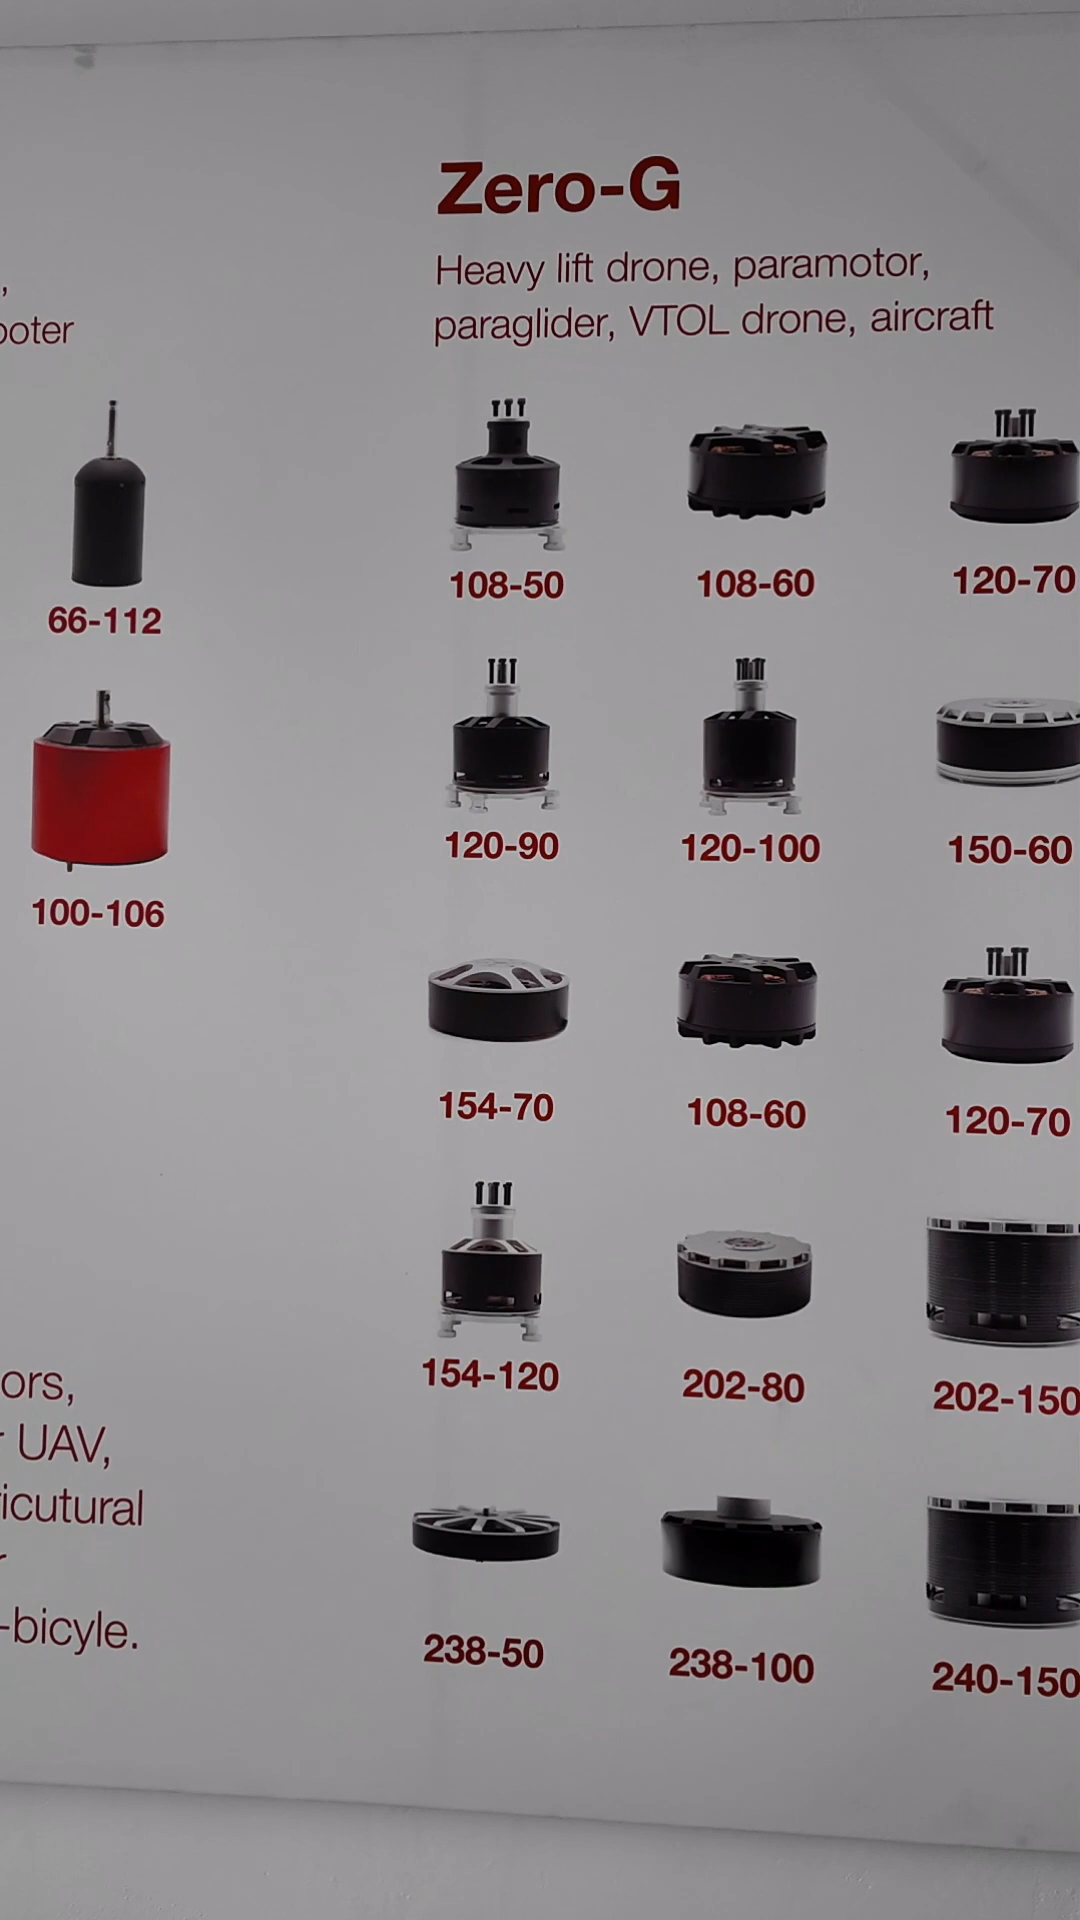 ,
ooter
66-112
100-106
ors,
UAV,
icutural
-bicyle.
Zero-G
Heavy lift drone, paramotor,
paraglider, VTOL drone, aircraft
108-50
108-60
120-70
120-90
120-100
150-60
154-70
108-60
120-70
154-120
202-80
202-150
238-50
238-100
240-150